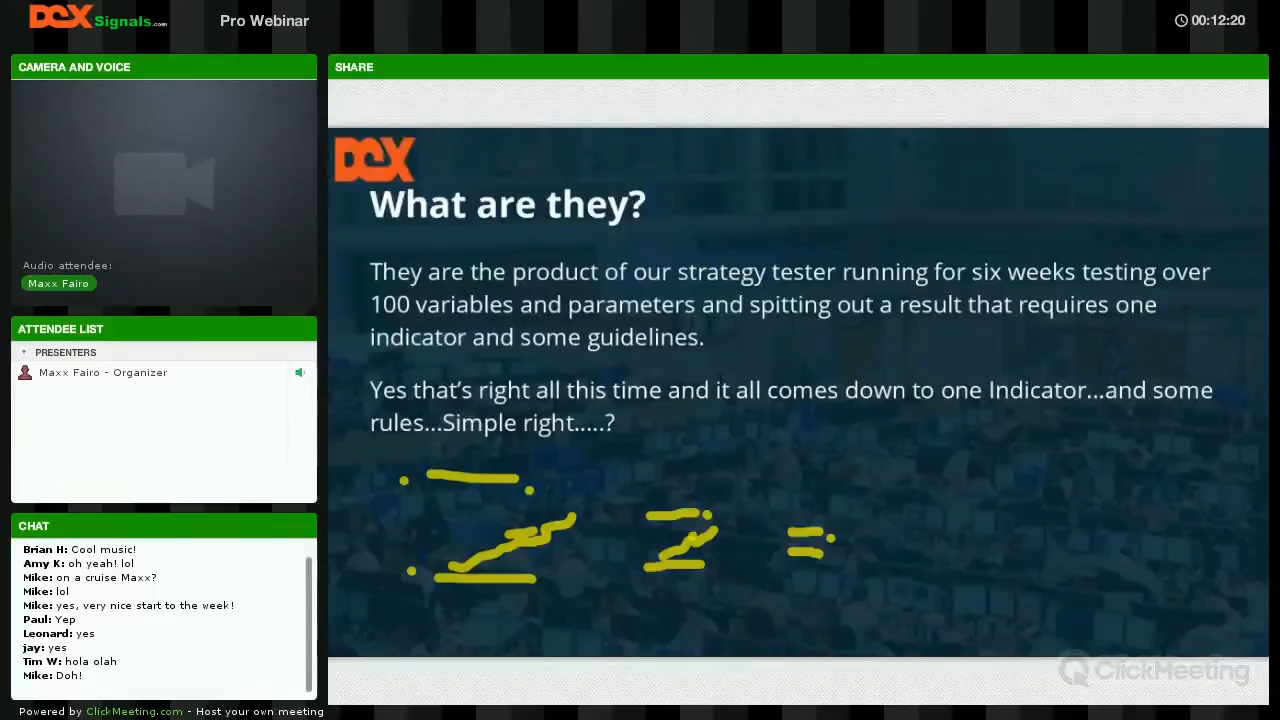 DCX Signals.com
Pro Webinar
00:12:20
CAMERA AND VOICE
SHARE
Audio attendee:
Maxx Fairo
ATTENDEE LIST
PRESENTERS
Maxx Fairo - Organizer
CHAT
Brian H: Cool music!
Amy K: oh yeah! lol
Mike: on a cruise Maxx?
Mike: lol
Mike: yes, very nice start to the week!
Paul: Yep
Leonard: yes
jay: yes
Tim W: hola olah
Mike: Doh!
Powered by ClickMeeting.com - Host your own meeting
DCX
What are they?
They are the product of our strategy tester running for six weeks testing over
100 variables and parameters and spitting out a result that requires one
indicator and some guidelines.
Yes that's right all this time and it all comes down to one Indicator...and some
rules...Simple right.....?
ClickMeeting